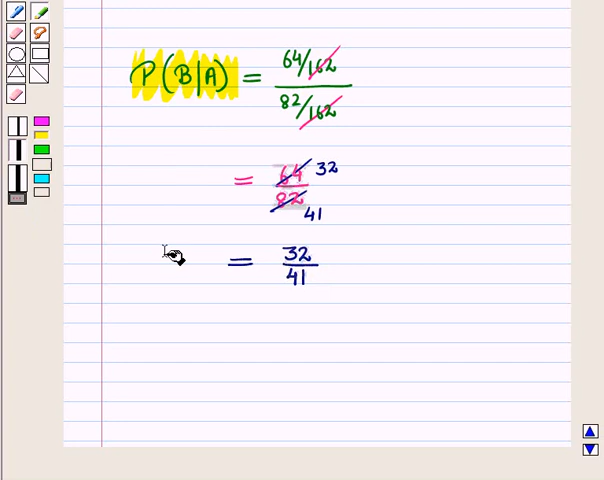 P(B|A) = 64/162
82/162
= 64 32
82 41
= 32
41